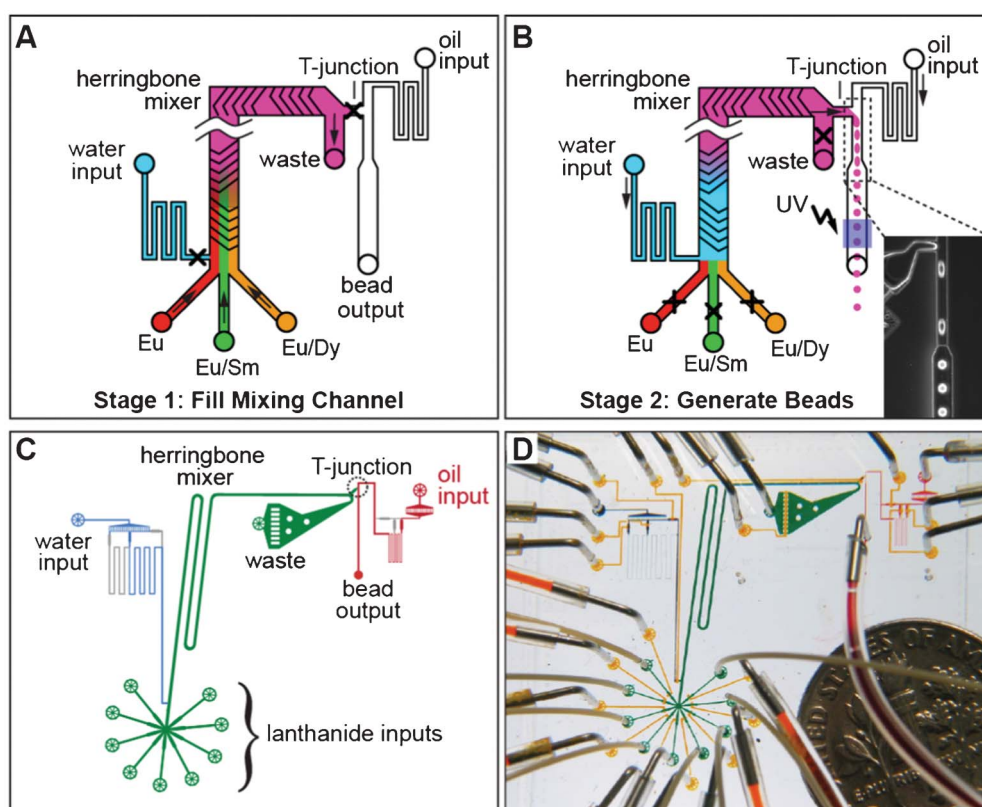 A
oil
input
T-junction
herringbone
mixer
water
input
waste
bead
output
Eu
Eu/Sm
Eu/Dy
Stage 1: Fill Mixing Channel
B
oil
input
T-junction
herringbone
mixer
water
input
waste
UV
Eu
Eu/Sm
Eu/Dy
Stage 2: Generate Beads
C
herringbone
mixer
T-junction
oil
input
water
input
waste
bead
output
lanthanide inputs
D